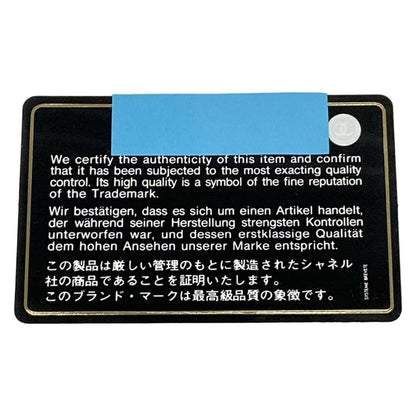 We certify the authenticity of this item and confirm
that it has been subjected to the most exacting quality
control. Its high quality is a symbol of the fine reputation
of the Trademark.
Wir bestätigen, dass es sich um einen Artikel handelt,
der während seiner Herstellung strengsten Kontrollen
unterworfen war, und dessen erstklassige Qualität
dem hohen Ansehen unserer Marke entspricht.
この製品は厳しい管理のもとに製造されたシャネル
社の商品であることを証明いたします。
このブランド・マークは最高級品質の象徴です。
SYSTEME BREVETE